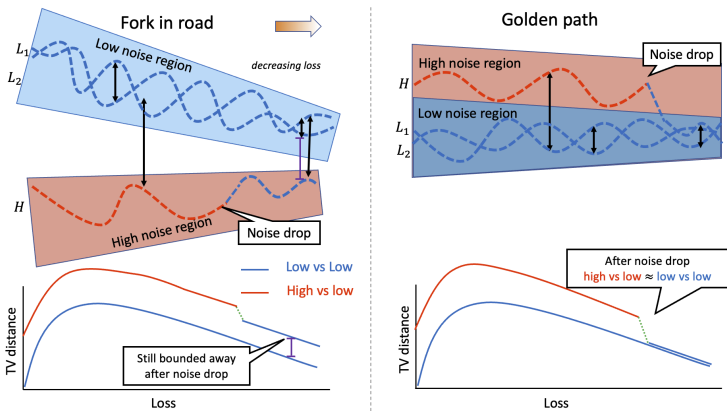 Fork in road
decreasing loss
L1
L2
Low noise region
H
High noise region
Noise drop
Low vs Low
High vs low
TV distance
Still bounded away
after noise drop
Loss
Golden path
High noise region
Noise drop
H
Low noise region
L1
L2
After noise drop
high vs low ≈ low vs low
TV distance
Loss